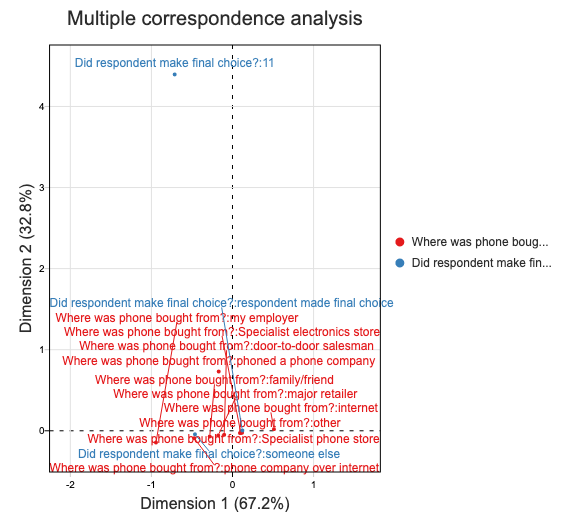 Multiple correspondence analysis
Did respondent make final choice?:11
4
3
2
Did respondent make final choice?:respondent made final choice
Where was phone bought from?:my employer
Where was phone bought from?:Specialist electronics store
1
Where was phone bought from?:door-to-door salesman
Where was phone bought from?:phoned a phone company
Where was phone bought from?:family/friend
Where was phone bought from?:major retailer
Where was phone bought from?:internet
Where was phone bought from?:other
0
Where was phone bought from?:Specialist phone store
Did respondent make final choice?:someone else
Where was phone bought from?:phone company over internet
-2 -1 0 1
Dimension 1 (67.2%)
Dimension 2 (32.8%)
Where was phone boug...
Did respondent make fin...